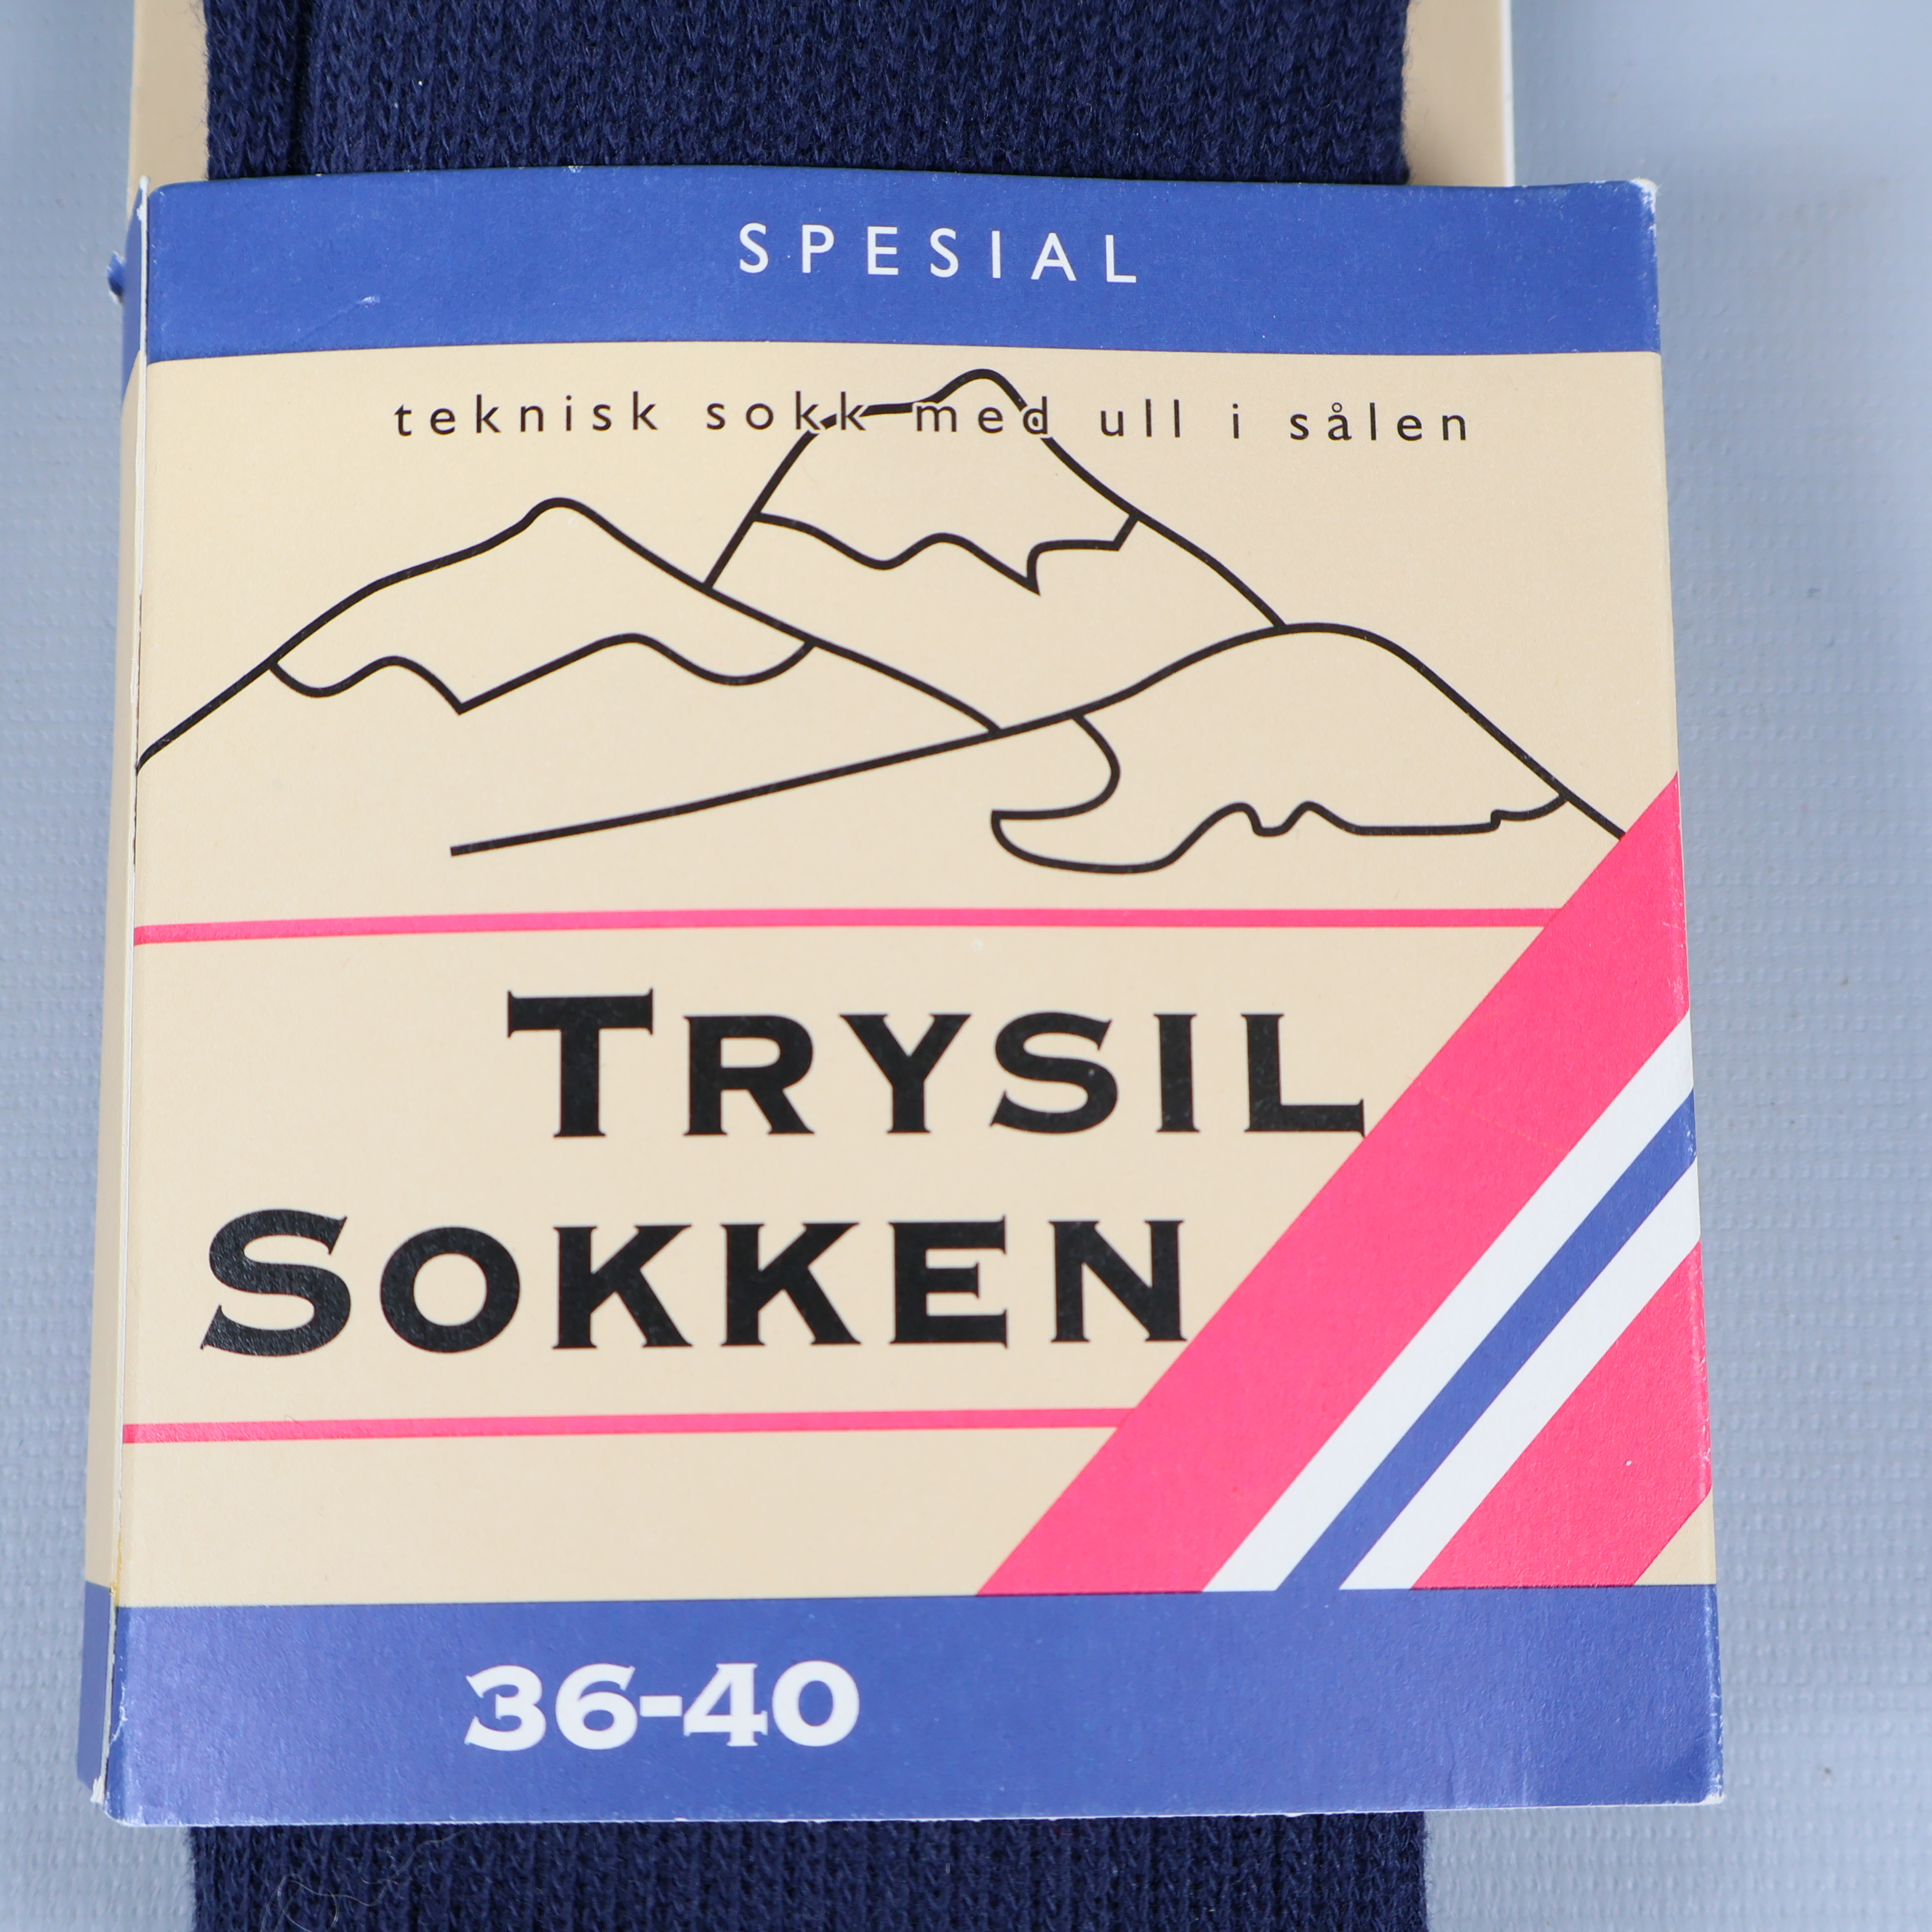 SPESIAL
teknisk sokk med ull i sålen
TRYSIL
SOKKEN
36-40